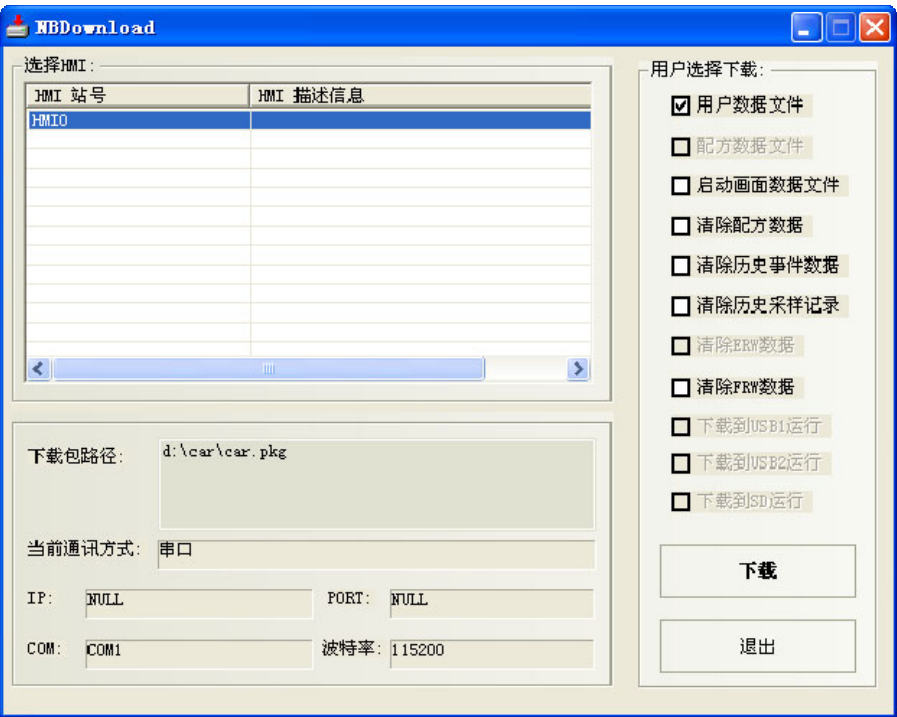 NBDownload
选择HMI:
HMI 站号 HMI 描述信息
HMI0
下载包路径: d:\car\car.pkg
当前通讯方式: 串口
IP: NULL PORT: NULL
COM: COM1 波特率: 115200
用户选择下载:
用户数据文件
配方数据文件
启动画面数据文件
清除配方数据
清除历史事件数据
清除历史采样记录
清除ERW数据
清除FRW数据
下载到USB1运行
下载到USB2运行
下载到SD运行
下载
退出